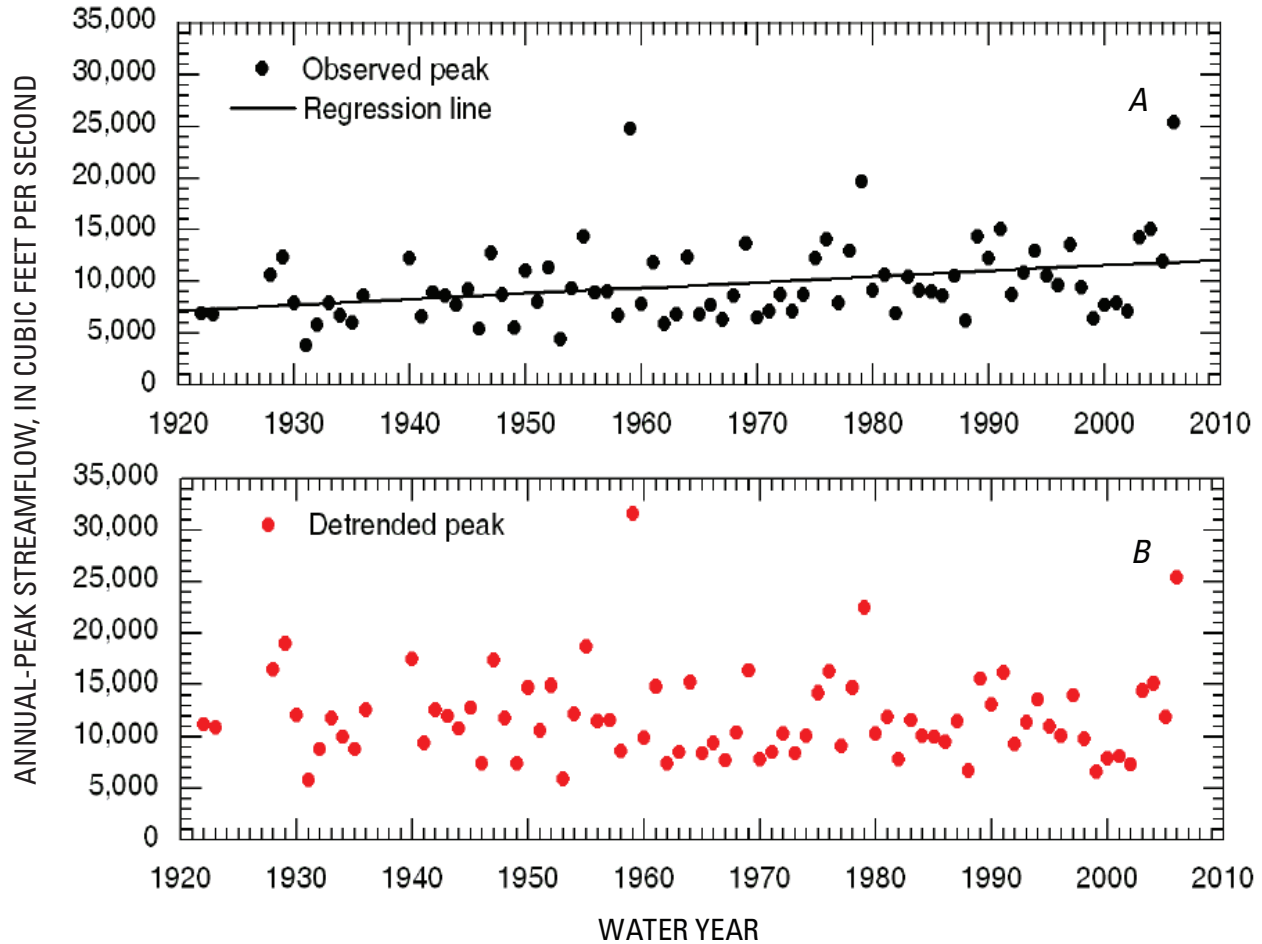 ANNUAL-PEAK STREAMFLOW, IN CUBIC FEET PER SECOND
35,000
30,000
25,000
20,000
15,000
10,000
5,000
0
Observed peak
Regression line
A
1920 1930 1940 1950 1960 1970 1980 1990 2000 2010
35,000
30,000
25,000
20,000
15,000
10,000
5,000
0
Detrended peak
B
1920 1930 1940 1950 1960 1970 1980 1990 2000 2010
WATER YEAR